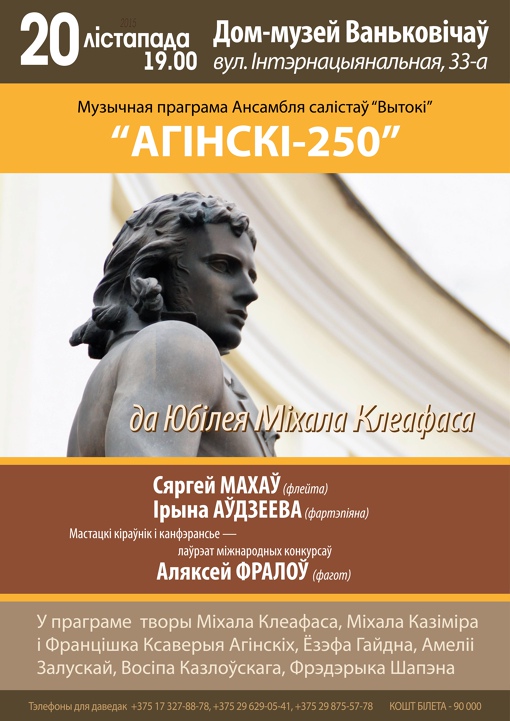 20 лістапада
2015
19.00
Дом-музей Ваньковічаў
вул. Інтэрнацыянальная, 33-а
Музычная праграма Ансамбля салістаў “Вытокі”
“АГІНСКІ-250”
да Юбілея Міхала Клеафаса
Сяргей МАХАЎ (флейта)
Ірына АЎДЗЕЕВА (фартэпіяна)
Мастацкі кіраўнік і канфэрансье —
лаўрэат міжнародных конкурсаў
Аляксей ФРАЛОЎ (фагот)
У праграме творы Міхала Клеафаса, Міхала Казіміра
і Францішка Ксаверыя Агінскіх, Ёзэфа Гайдна, Амеліі
Залускай, Восіпа Казлоўскага, Фрэдэрыка Шапэна
Тэлефоны для даведак +375 17 327-88-78, +375 29 629-05-41, +375 29 875-57-78 КОШТ БІЛЕТА - 90 000